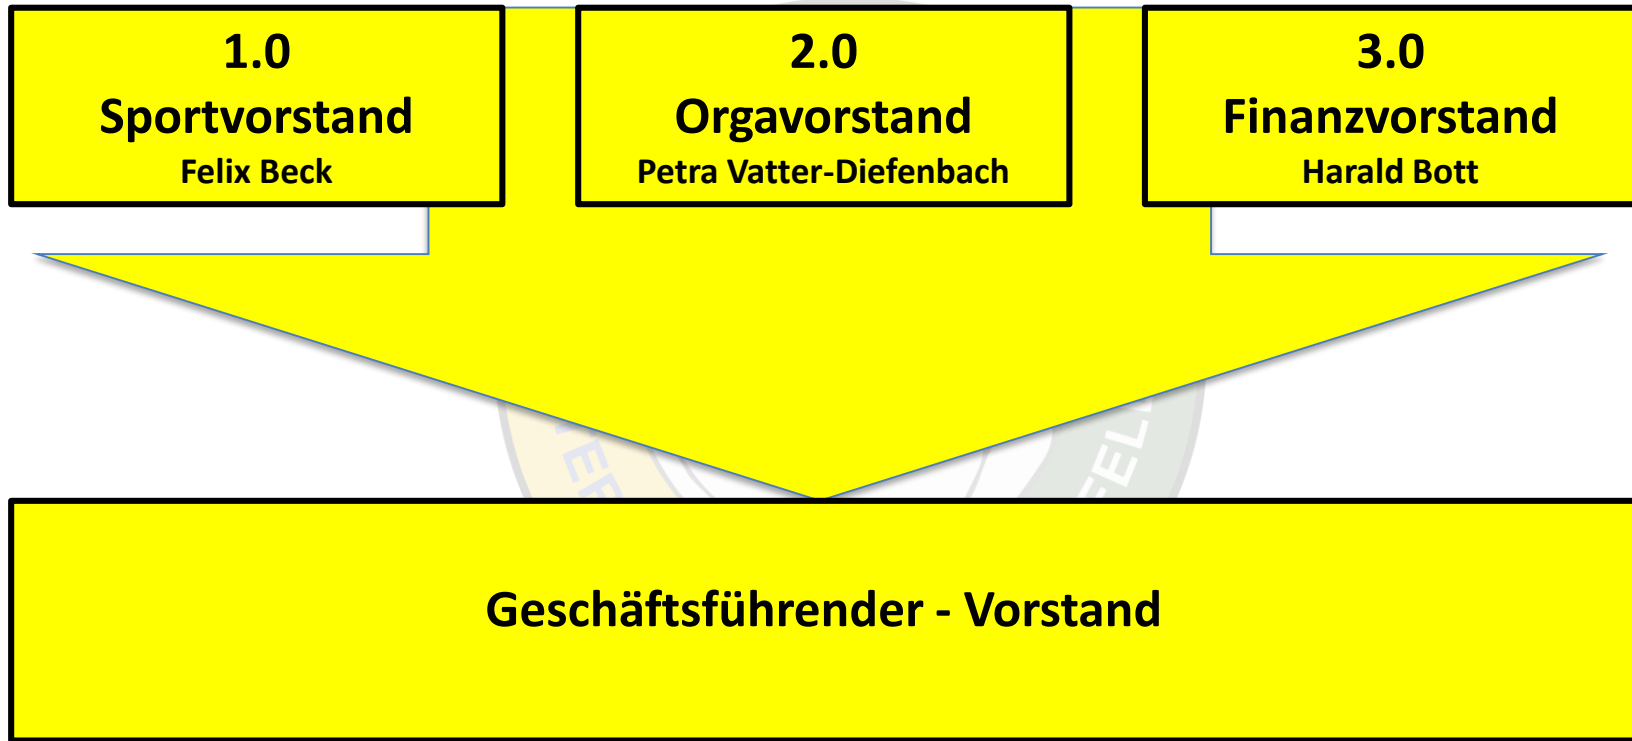 1.0
Sportvorstand
Felix Beck
2.0
Orgavorstand
Petra Vatter-Diefenbach
3.0
Finanzvorstand
Harald Bott
Geschäftsführender - Vorstand